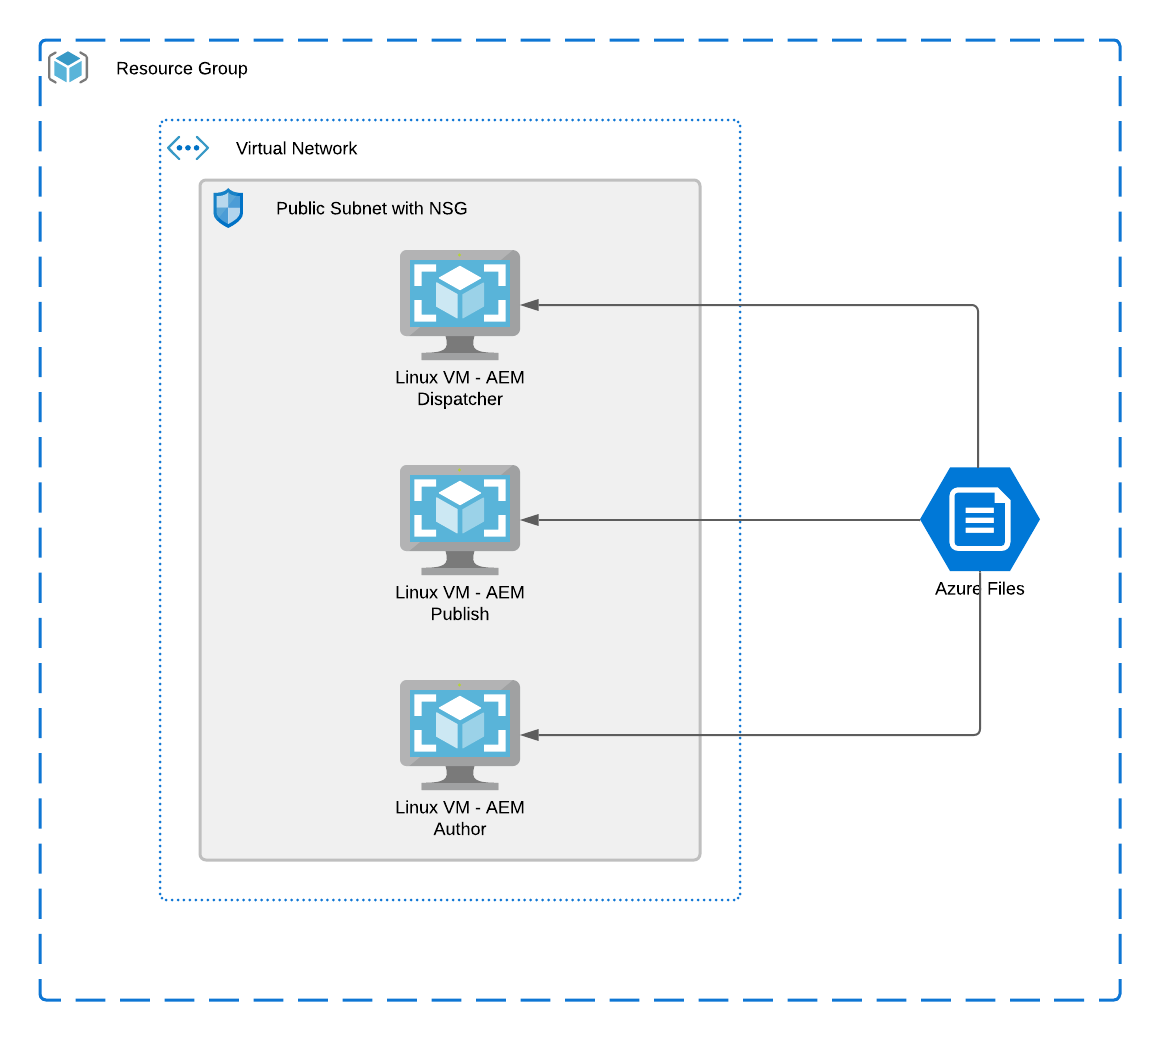 Resource Group
Virtual Network
Public Subnet with NSG
Linux VM - AEM
Dispatcher
Linux VM - AEM
Publish
Azure Files
Linux VM - AEM
Author